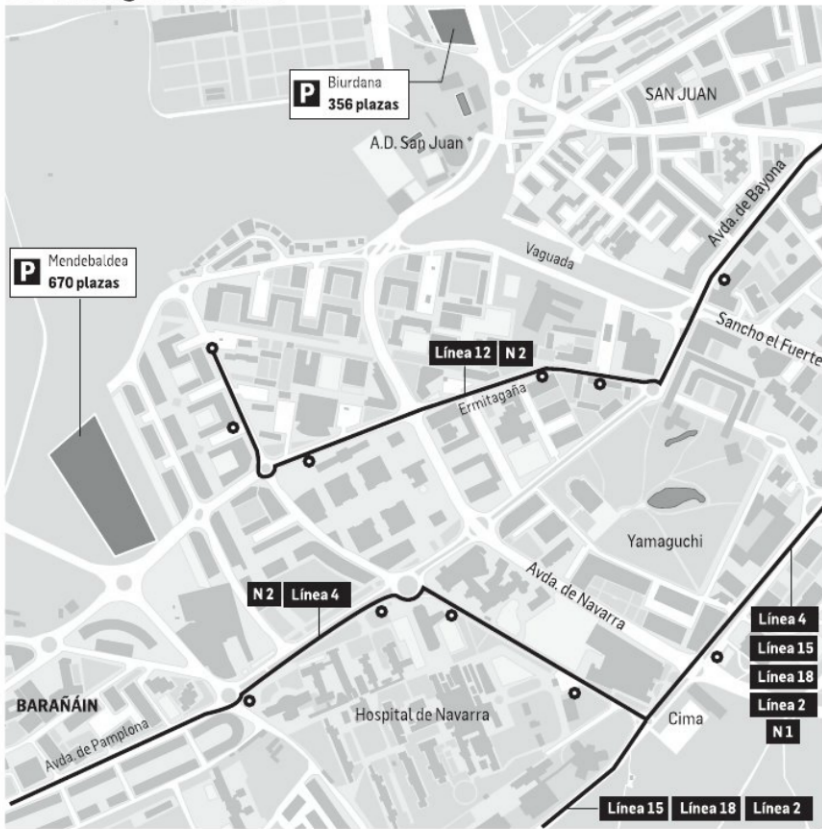 P Biurdana
356 plazas
SAN JUAN
A.D. San Juan
Avda. de Bayona
Vaguada
P Mendebaldea
670 plazas
Sancho el Fuerte
Línea 12 N 2
Ermitagaña
Yamaguchi
Avda. de Navarra
N 2 Línea 4
Línea 4
Línea 15
Línea 18
Línea 2
N 1
BARAÑÁIN
Hospital de Navarra
Cima
Avda. de Pamplona
Línea 15 Línea 18 Línea 2